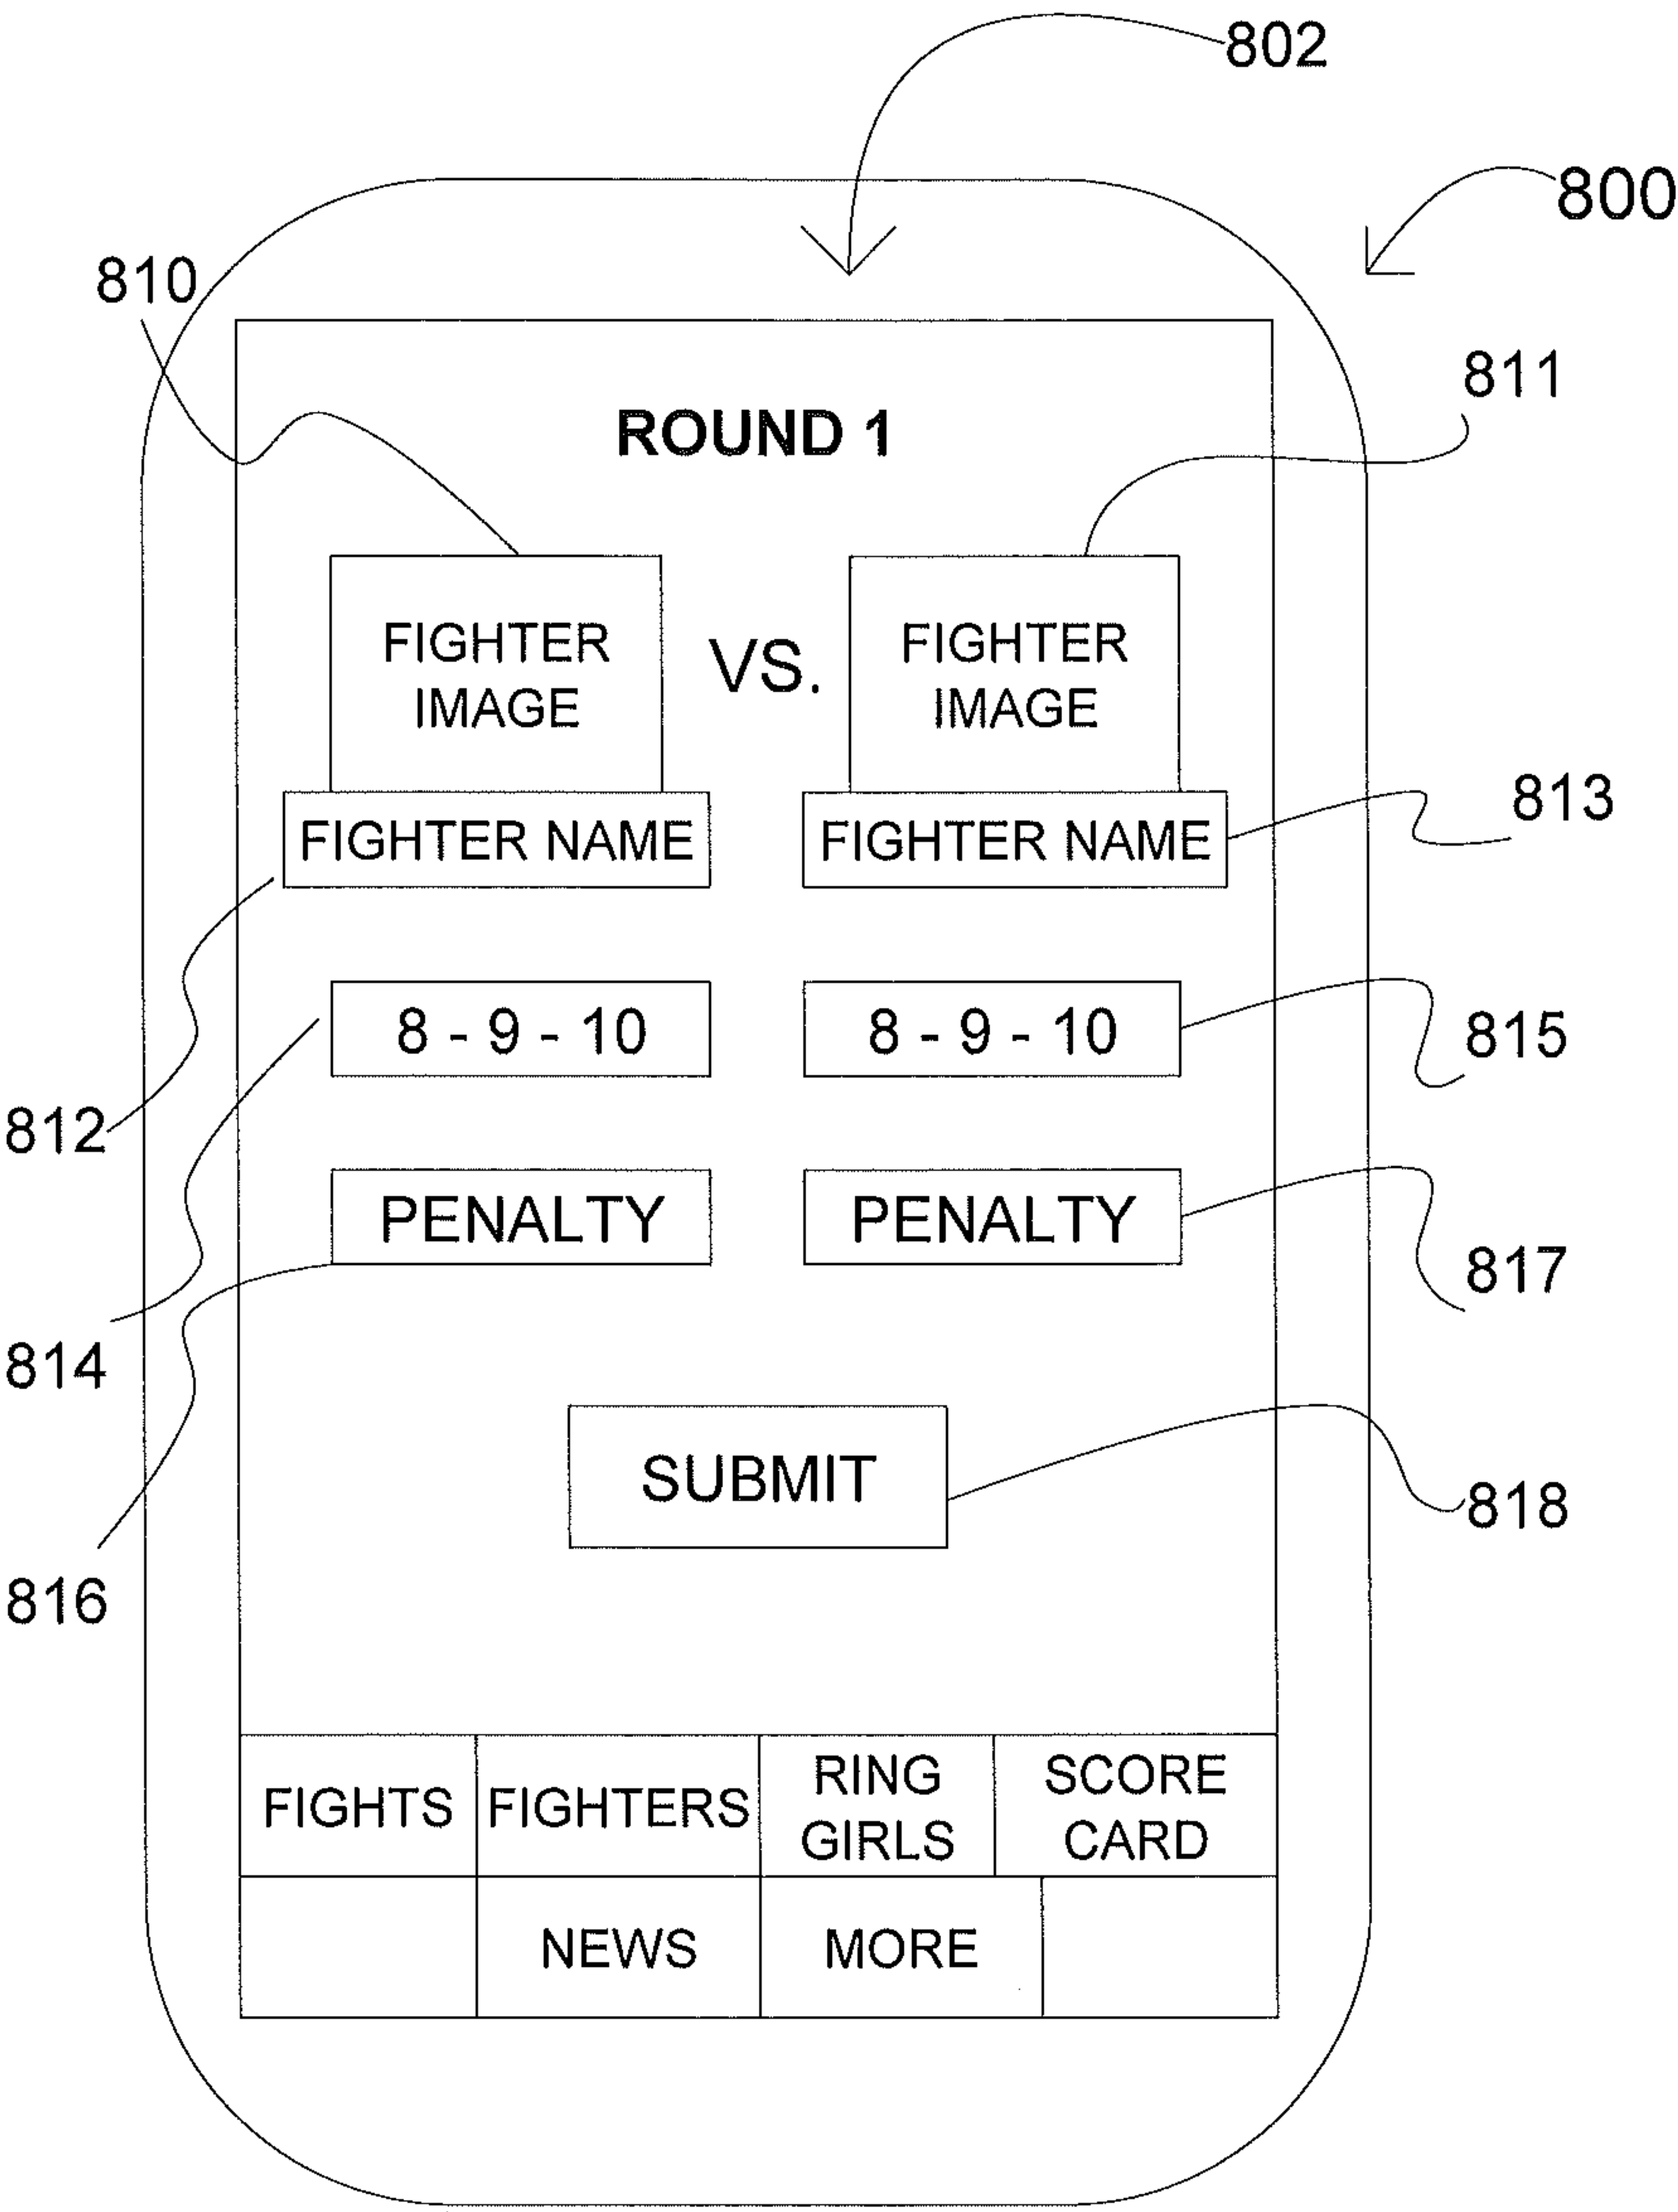 802
800
810
811
ROUND 1
FIGHTER
IMAGE
VS.
FIGHTER
IMAGE
813
FIGHTER NAME
FIGHTER NAME
8 - 9 - 10
8 - 9 - 10
815
812
PENALTY
PENALTY
817
814
SUBMIT
818
816
FIGHTS
FIGHTERS
RING
GIRLS
SCORE
CARD
NEWS
MORE